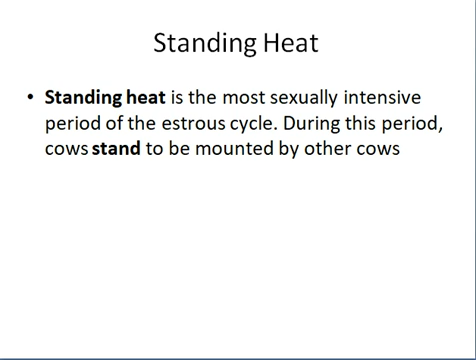 Standing Heat
• Standing heat is the most sexually intensive
period of the estrous cycle. During this period,
cows stand to be mounted by other cows